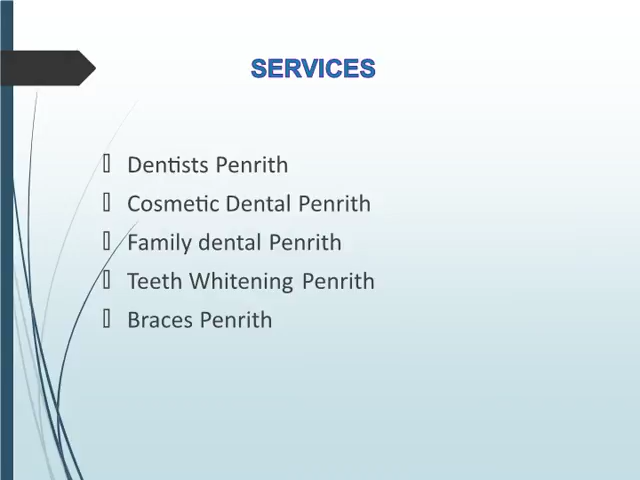 SERVICES
Dentists Penrith
Cosmetic Dental Penrith
Family dental Penrith
Teeth Whitening Penrith
Braces Penrith